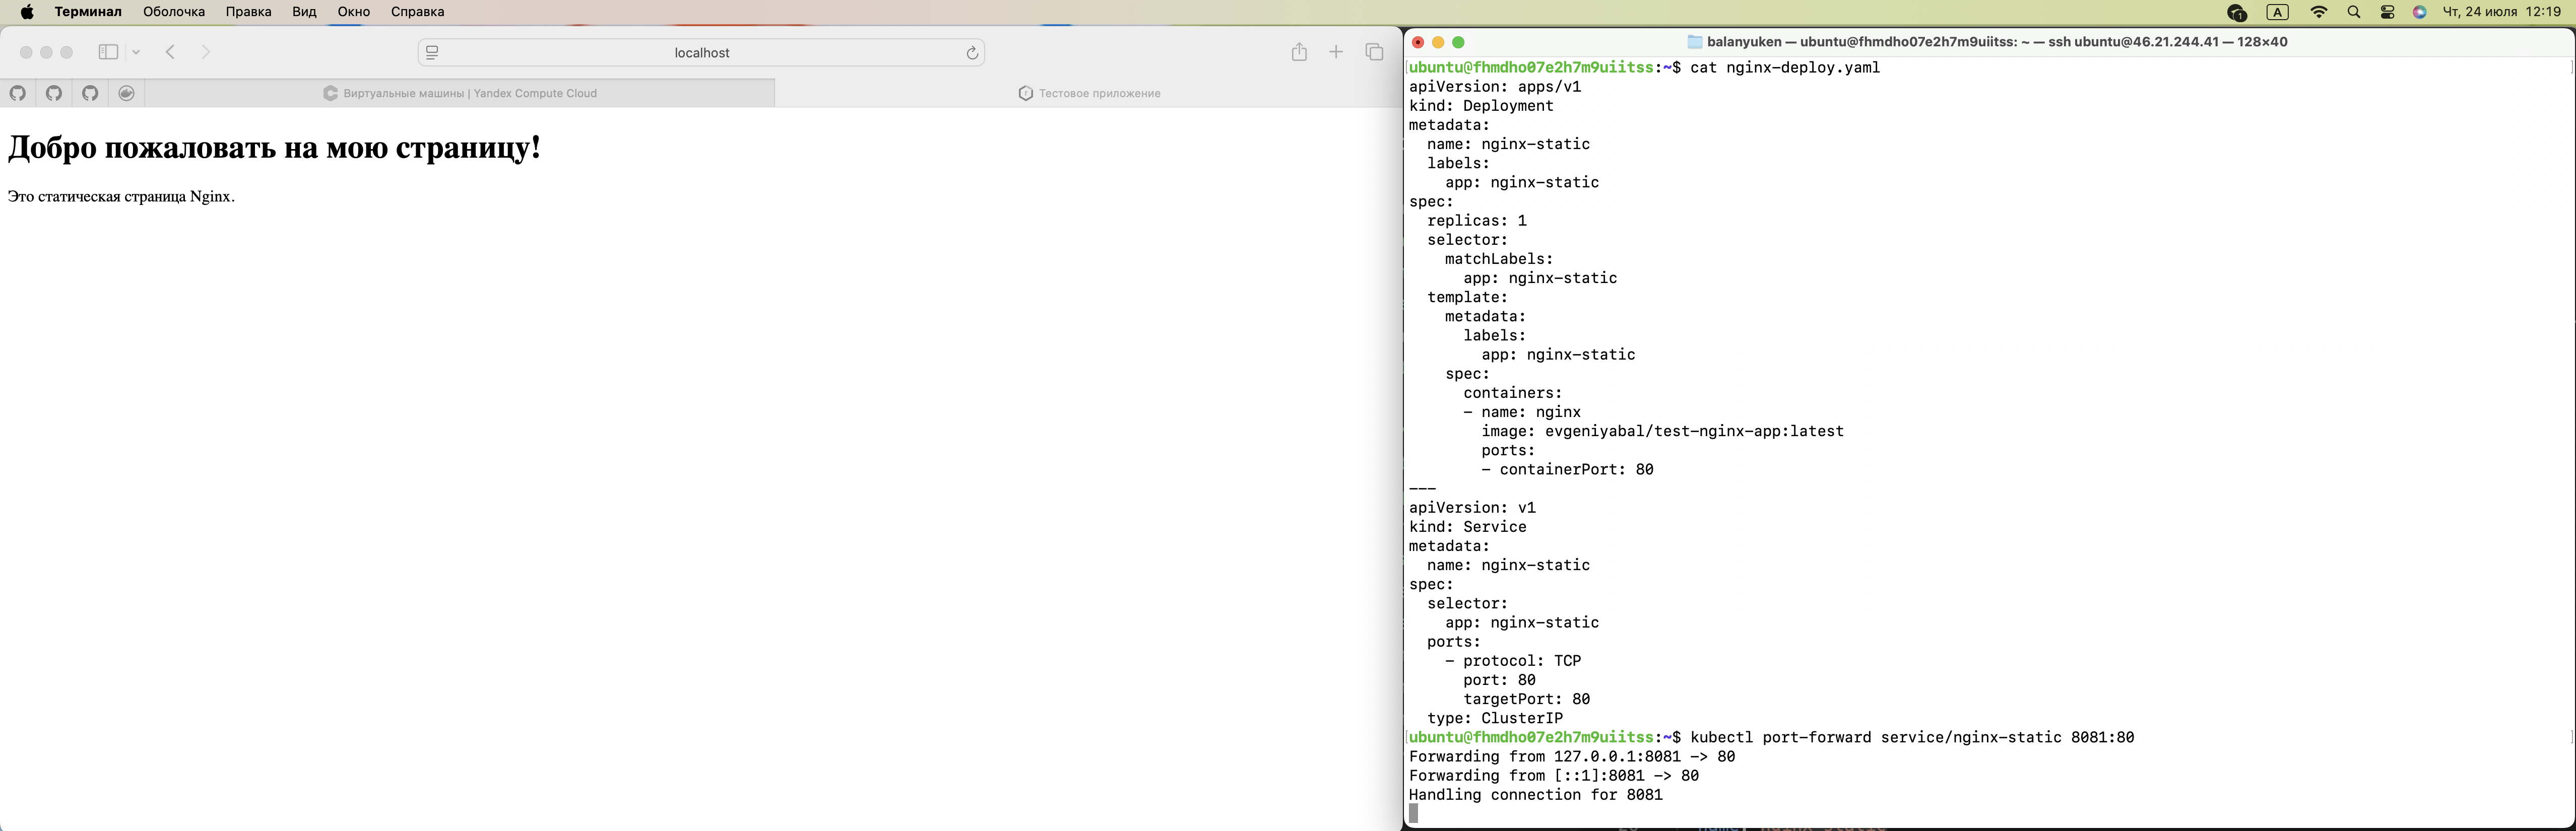 Терминал Оболочка Правка Вид Окно Справка
A Чт, 24 июля 12:19
localhost
Виртуальные машины | Yandex Compute Cloud
Тестовое приложение
Добро пожаловать на мою страницу!
Это статическая страница Nginx.
balanyuken — ubuntu@fhmdho07e2h7m9uiitss: ~ — ssh ubuntu@46.21.244.41 — 128×40
ubuntu@fhmdho07e2h7m9uiitss:~$ cat nginx-deploy.yaml
apiVersion: apps/v1
kind: Deployment
metadata:
  name: nginx-static
  labels:
    app: nginx-static
spec:
  replicas: 1
  selector:
    matchLabels:
      app: nginx-static
  template:
    metadata:
      labels:
        app: nginx-static
    spec:
      containers:
      - name: nginx
        image: evgeniyabal/test-nginx-app:latest
        ports:
        - containerPort: 80
---
apiVersion: v1
kind: Service
metadata:
  name: nginx-static
spec:
  selector:
    app: nginx-static
  ports:
    - protocol: TCP
      port: 80
      targetPort: 80
  type: ClusterIP
ubuntu@fhmdho07e2h7m9uiitss:~$ kubectl port-forward service/nginx-static 8081:80
Forwarding from 127.0.0.1:8081 -> 80
Forwarding from [::1]:8081 -> 80
Handling connection for 8081